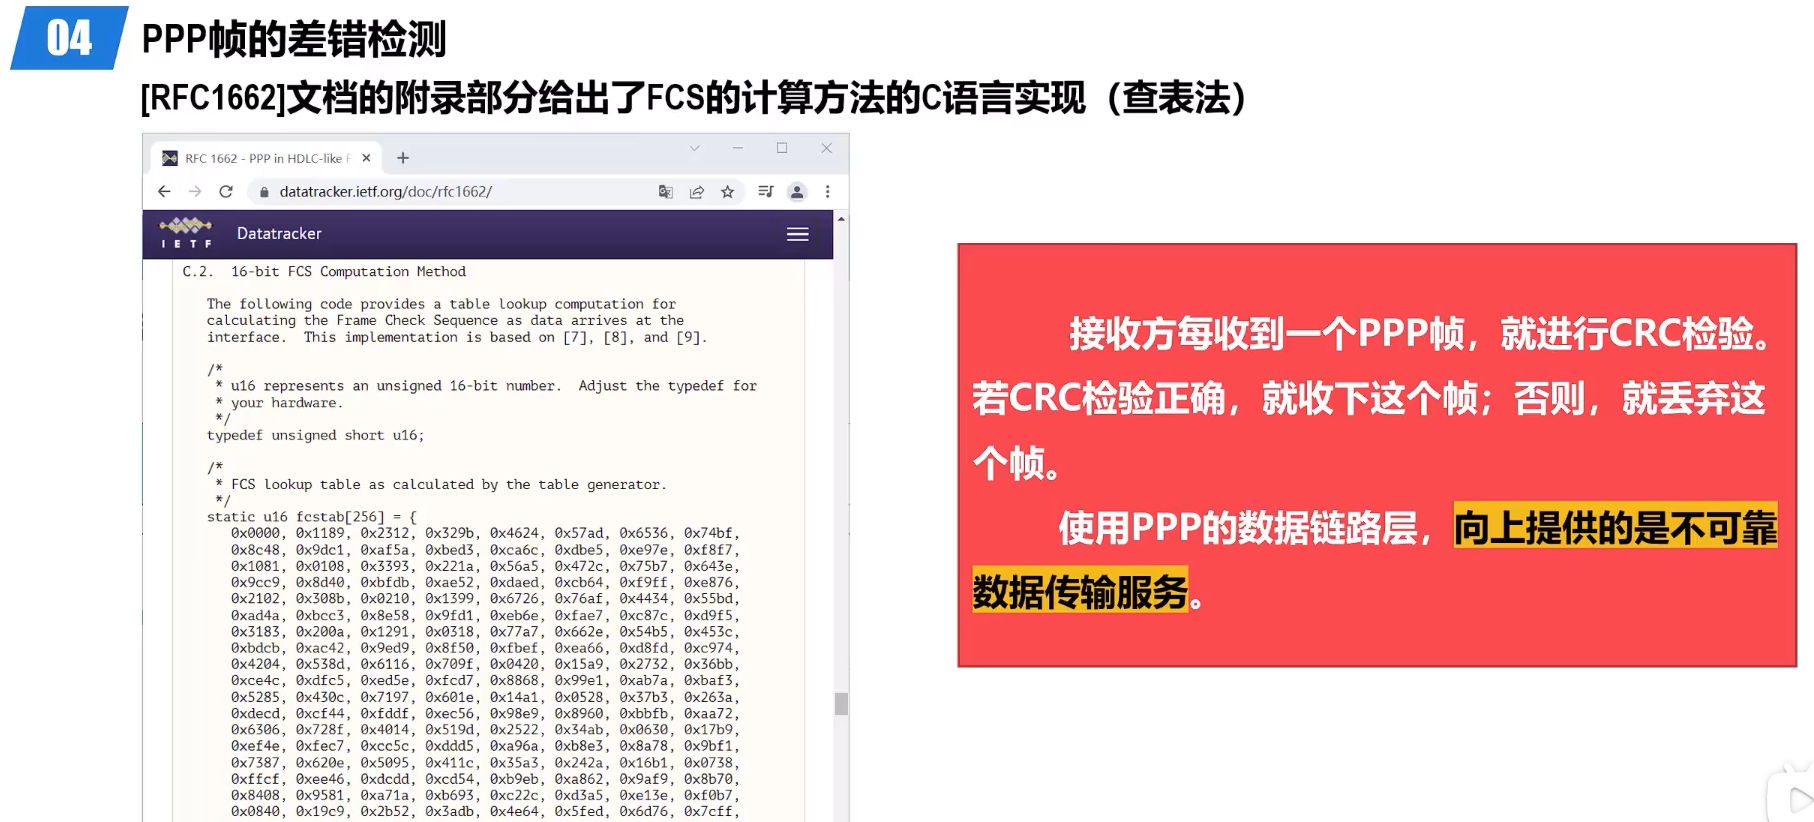 04
PPP帧的差错检测
[RFC1662]文档的附录部分给出了FCS的计算方法的C语言实现（查表法）
RFC 1662 - PPP in HDLC-like F
datatracker.ietf.org/doc/rfc1662/
IETF
Datatracker
C.2. 16-bit FCS Computation Method
The following code provides a table lookup computation for
calculating the Frame Check Sequence as data arrives at the
interface. This implementation is based on [7], [8], and [9].
/*
* u16 represents an unsigned 16-bit number. Adjust the typedef for
* your hardware.
*/
typedef unsigned short u16;
/*
* FCS lookup table as calculated by the table generator.
*/
static u16 fcstab[256] = {
0x0000, 0x1189, 0x2312, 0x329b, 0x4624, 0x57ad, 0x6536, 0x74bf,
0x8c48, 0x9dc1, 0xaf5a, 0xbed3, 0xca6c, 0xdbe5, 0xe97e, 0xf8f7,
0x1081, 0x0108, 0x3393, 0x221a, 0x56a5, 0x472c, 0x75b7, 0x643e,
0x9cc9, 0x8d40, 0xbfdb, 0xae52, 0xdaed, 0xcb64, 0xf9ff, 0xe876,
0x2102, 0x308b, 0x0210, 0x1399, 0x6726, 0x76af, 0x4434, 0x55bd,
0xad4a, 0xbcc3, 0x8e58, 0x9fd1, 0xeb6e, 0xfae7, 0xc87c, 0xd9f5,
0x3183, 0x200a, 0x1291, 0x0318, 0x77a7, 0x662e, 0x54b5, 0x453c,
0xbdcb, 0xac42, 0x9ed9, 0x8f50, 0xfbef, 0xea66, 0xd8fd, 0xc974,
0x4204, 0x538d, 0x6116, 0x709f, 0x0420, 0x15a9, 0x2732, 0x36bb,
0xce4c, 0xdfc5, 0xed5e, 0xfcd7, 0x8868, 0x99e1, 0xab7a, 0xbaf3,
0x5285, 0x430c, 0x7197, 0x601e, 0x14a1, 0x0528, 0x37b3, 0x263a,
0xdecd, 0xcf44, 0xfddf, 0xec56, 0x98e9, 0x8960, 0xbbfb, 0xaa72,
0x6306, 0x728f, 0x4014, 0x519d, 0x2522, 0x34ab, 0x0630, 0x17b9,
0xef4e, 0xfec7, 0xcc5c, 0xddd5, 0xa96a, 0xb8e3, 0x8a78, 0x9bf1,
0x7387, 0x620e, 0x5095, 0x411c, 0x35a3, 0x242a, 0x16b1, 0x0738,
0xffcf, 0xee46, 0xdcdd, 0xcd54, 0xb9eb, 0xa862, 0x9af9, 0x8b70,
0x8408, 0x9581, 0xa71a, 0xb693, 0xc22c, 0xd3a5, 0xe13e, 0xf0b7,
0x0840, 0x19c9, 0x2b52, 0x3adb, 0x4e64, 0x5fed, 0x6d76, 0x7cff,
接收方每收到一个PPP帧，就进行CRC检验。
若CRC检验正确，就收下这个帧；否则，就丢弃这
个帧。
使用PPP的数据链路层，向上提供的是不可靠
数据传输服务。